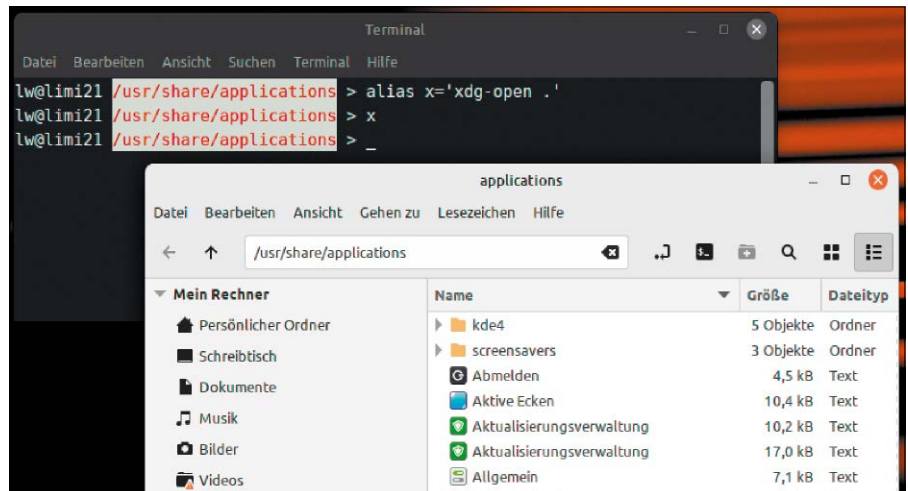 Terminal
Datei Bearbeiten Ansicht Suchen Terminal Hilfe
lw@limi21 /usr/share/applications > alias x='xdg-open .'
lw@limi21 /usr/share/applications > x
lw@limi21 /usr/share/applications > _
applications
Datei Bearbeiten Ansicht Gehen zu Lesezeichen Hilfe
/usr/share/applications
Mein Rechner
Persönlicher Ordner
Schreibtisch
Dokumente
Musik
Bilder
Videos
Name Größe Dateityp
kde4 5 Objekte Ordner
screensavers 3 Objekte Ordner
Abmelden 4,5 kB Text
Aktive Ecken 10,4 kB Text
Aktualisierungsverwaltung 10,2 kB Text
Aktualisierungsverwaltung 17,0 kB Text
Allgemein 7,1 kB Text